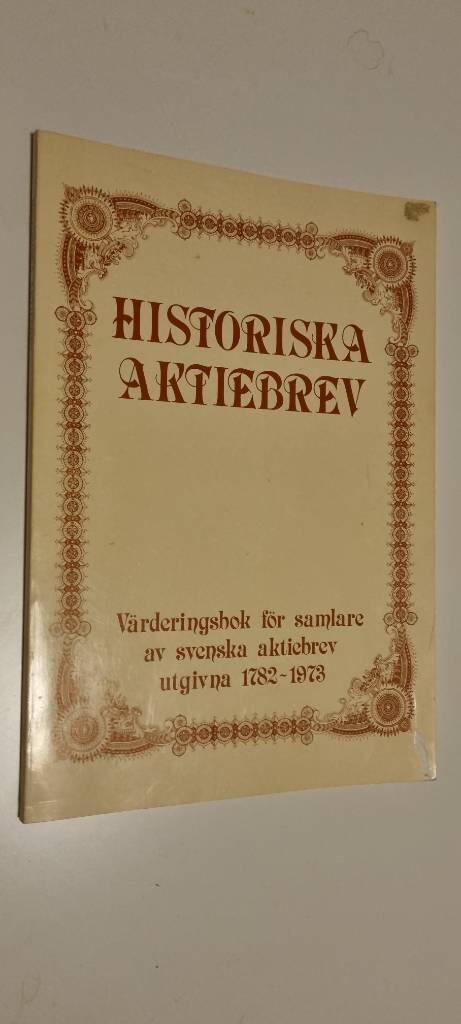 HISTORISKA
AKTIEBREV
Värderingsbok för samlare
av svenska aktiebrev
utgivna 1782-1973